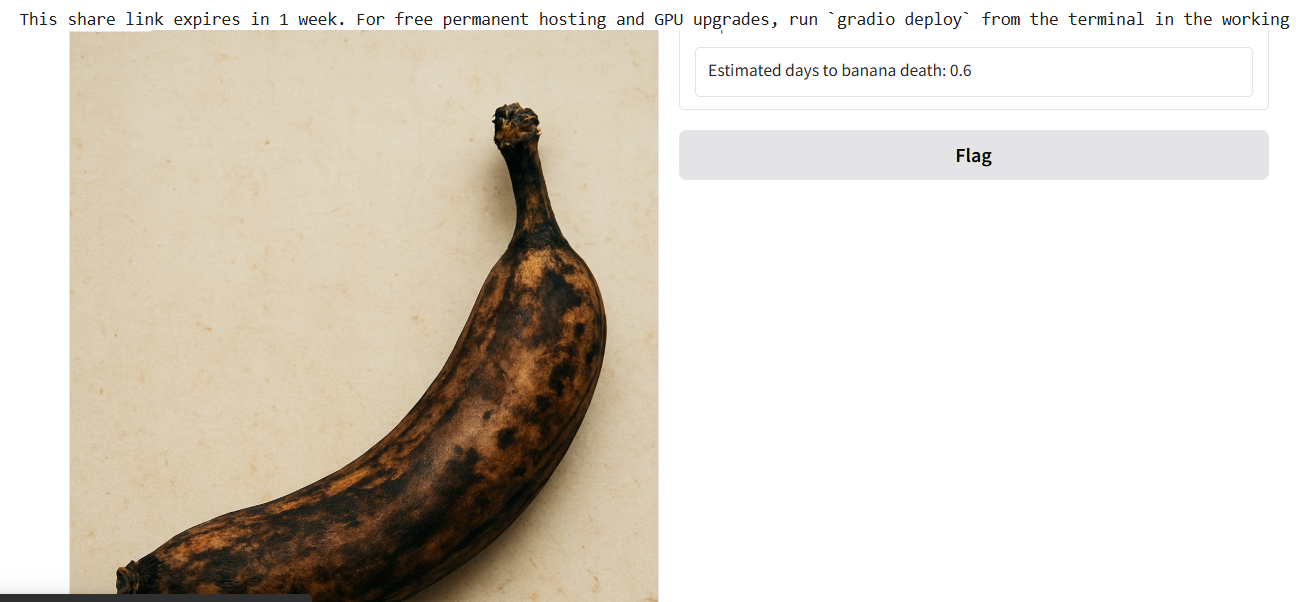 This share link expires in 1 week. For free permanent hosting and GPU upgrades, run `gradio deploy` from the terminal in the working
Estimated days to banana death: 0.6
Flag